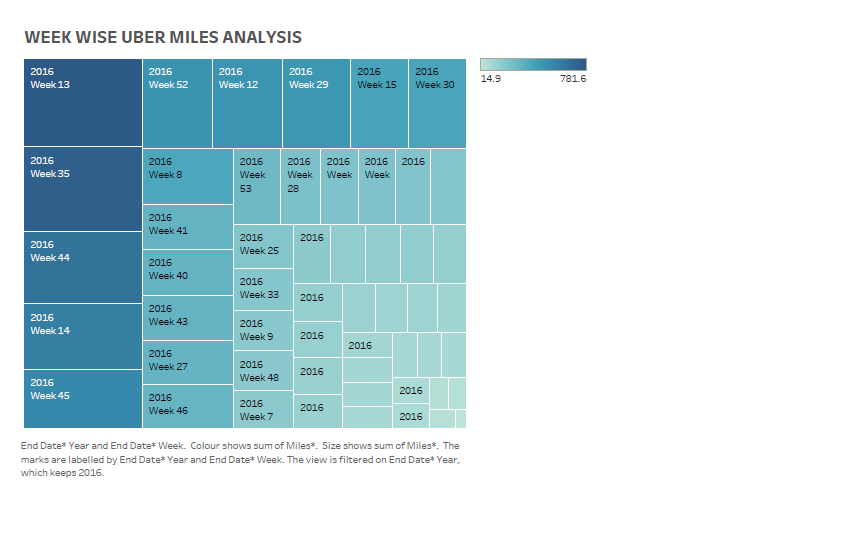 WEEK WISE UBER MILES ANALYSIS
2016
Week 13
2016
Week 52
2016
Week 12
2016
Week 29
2016
Week 15
2016
Week 30
14.9
781.6
2016
Week 35
2016
Week 8
2016
Week
53
2016
Week
28
2016
Week
2016
Week
2016
2016
Week 41
2016
Week 44
2016
Week 25
2016
2016
Week 40
2016
Week 33
2016
2016
Week 14
2016
Week 43
2016
Week 9
2016
2016
2016
Week 27
2016
Week 48
2016
2016
Week 45
2016
2016
Week 46
2016
Week 7
2016
2016
End Date* Year and End Date* Week. Colour shows sum of Miles*. Size shows sum of Miles*. The
marks are labelled by End Date* Year and End Date* Week. The view is filtered on End Date* Year,
which keeps 2016.